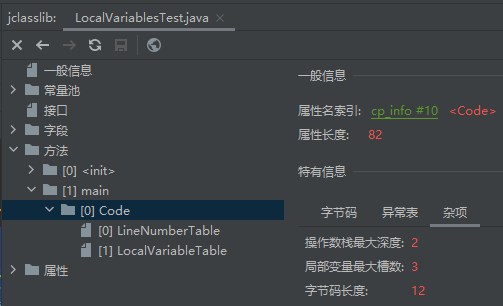 jclasslib: LocalVariablesTest.java
一般信息
常量池
接口
字段
方法
[0] <init>
[1] main
[0] Code
[0] LineNumberTable
[1] LocalVariableTable
属性
一般信息
属性名索引: cp_info #10 <Code>
属性长度: 82
特有信息
字节码 异常表 杂项
操作数栈最大深度: 2
局部变量最大槽数: 3
字节码长度: 12